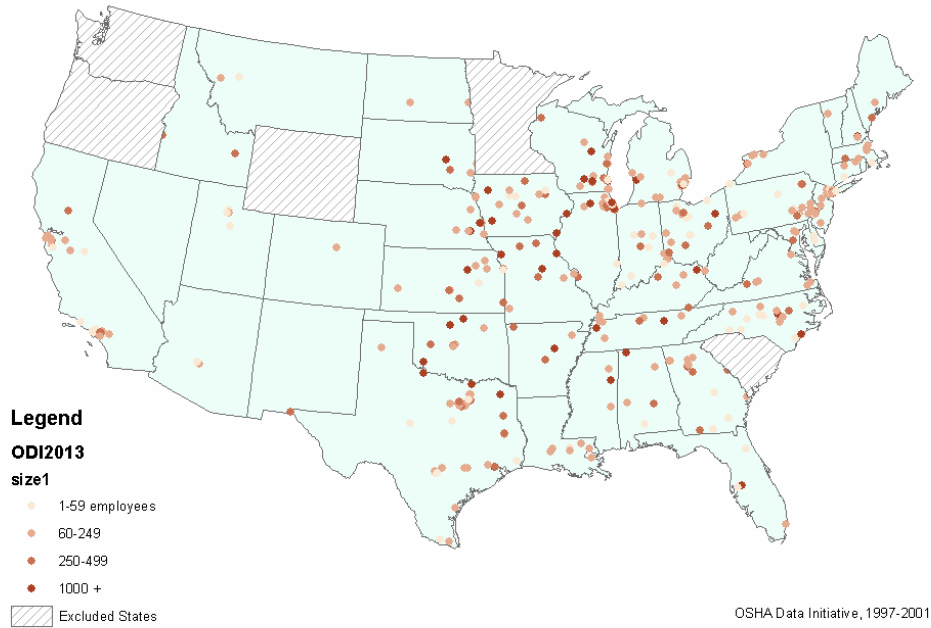 Legend
ODI2013
size1
1-59 employees
60-249
250-499
1000 +
Excluded States
OSHA Data Initiative, 1997-2001